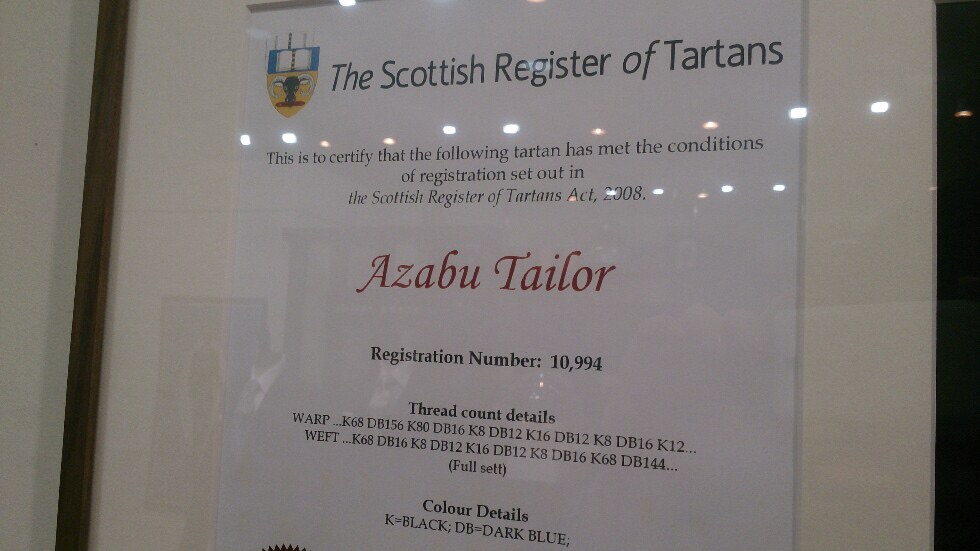 The Scottish Register of Tartans
This is to certify that the following tartan has met the conditions
of registration set out in
the Scottish Register of Tartans Act, 2008.
Azabu Tailor
Registration Number: 10,994
Thread count details
WARP ...K68 DB156 K80 DB16 K8 DB12 K16 DB12 K8 DB16 K12...
WEFT ...K68 DB16 K8 DB12 K16 DB12 K8 DB16 K68 DB144...
(Full sett)
Colour Details
K=BLACK; DB=DARK BLUE;